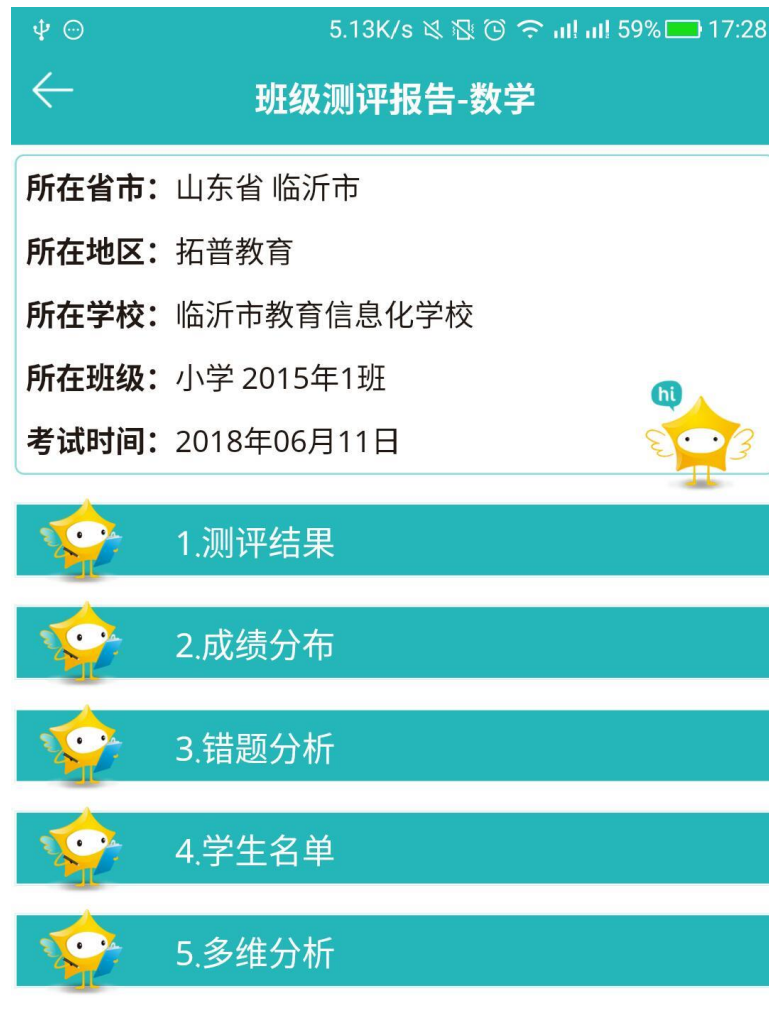 5.13K/s 59% 17:28
班级测评报告-数学
所在省市：山东省 临沂市
所在地区：拓普教育
所在学校：临沂市教育信息化学校
所在班级：小学 2015年1班
hi
考试时间：2018年06月11日
1.测评结果
2.成绩分布
3.错题分析
4.学生名单
5.多维分析